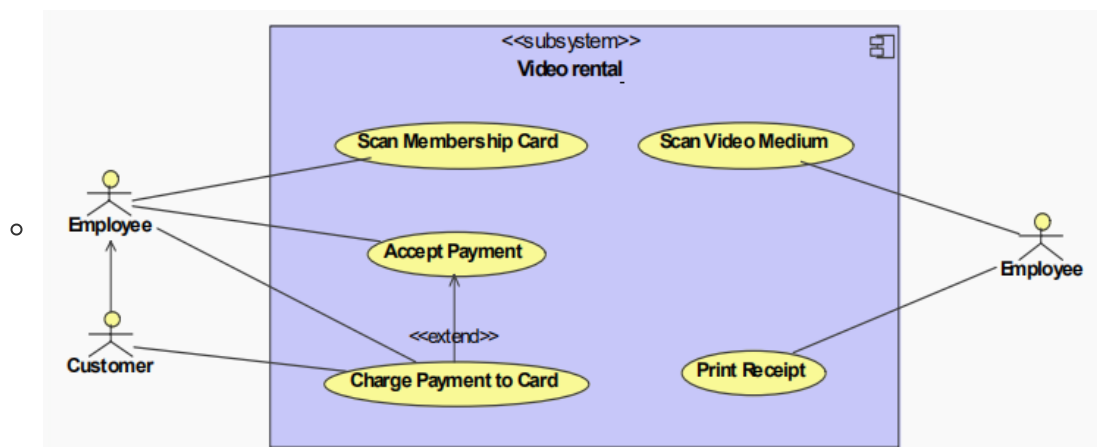 <<subsystem>>
Video rental
Scan Membership Card
Scan Video Medium
Employee
Accept Payment
Employee
<<extend>>
Customer
Charge Payment to Card
Print Receipt